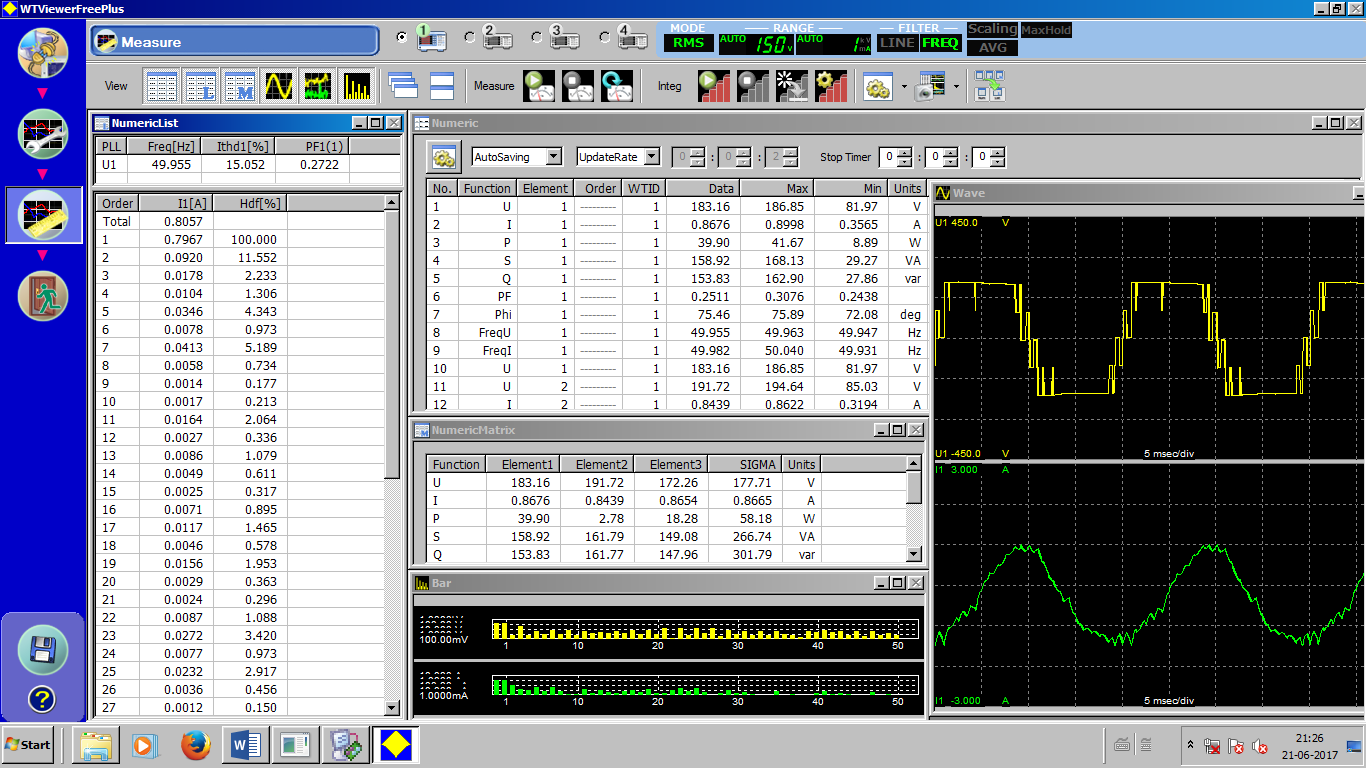 WTViewerFreePlus
Measure
1 2 3 4
MODE RANGE FILTER Scaling MaxHold
RMS AUTO 150 V AUTO 1 kV mA LINE FREQ AVG
View Measure Integ
NumericList
PLL Freq[Hz] Ithd1[%] PF1(1)
U1 49.955 15.052 0.2722
Order I1[A] Hdf[%]
Total 0.8057
1 0.7967 100.000
2 0.0920 11.552
3 0.0178 2.233
4 0.0104 1.306
5 0.0346 4.343
6 0.0078 0.973
7 0.0413 5.189
8 0.0058 0.734
9 0.0014 0.177
10 0.0017 0.213
11 0.0164 2.064
12 0.0027 0.336
13 0.0086 1.079
14 0.0049 0.611
15 0.0025 0.317
16 0.0071 0.895
17 0.0117 1.465
18 0.0046 0.578
19 0.0156 1.953
20 0.0029 0.363
21 0.0024 0.296
22 0.0087 1.088
23 0.0272 3.420
24 0.0077 0.973
25 0.0232 2.917
26 0.0036 0.456
27 0.0012 0.150
Numeric
AutoSaving UpdateRate 0 : 0 : 2 Stop Timer 0 : 0 : 0
No. Function Element Order WTID Data Max Min Units
1 U 1 --------- 1 183.16 186.85 81.97 V
2 I 1 --------- 1 0.8676 0.8998 0.3565 A
3 P 1 --------- 1 39.90 41.67 8.89 W
4 S 1 --------- 1 158.92 168.13 29.27 VA
5 Q 1 --------- 1 153.83 162.90 27.86 var
6 PF 1 --------- 1 0.2511 0.3076 0.2438
7 Phi 1 --------- 1 75.46 75.89 72.08 deg
8 FreqU 1 --------- 1 49.955 49.963 49.947 Hz
9 FreqI 1 --------- 1 49.982 50.040 49.931 Hz
10 U 1 --------- 1 183.16 186.85 81.97 V
11 U 2 --------- 1 191.72 194.64 85.03 V
12 I 2 --------- 1 0.8439 0.8622 0.3194 A
NumericMatrix
Function Element1 Element2 Element3 SIGMA Units
U 183.16 191.72 172.26 177.71 V
I 0.8676 0.8439 0.8654 0.8665 A
P 39.90 2.78 18.28 58.18 W
S 158.92 161.79 149.08 266.74 VA
Q 153.83 161.77 147.96 301.79 var
Bar
100.00mV
1 10 20 30 40 50
1.0000mA
1 10 20 30 40 50
Wave
U1 450.0 V
U1 -450.0 V 5 msec/div
I1 3.000 A
I1 -3.000 A 5 msec/div
?
Start
21:26
21-06-2017